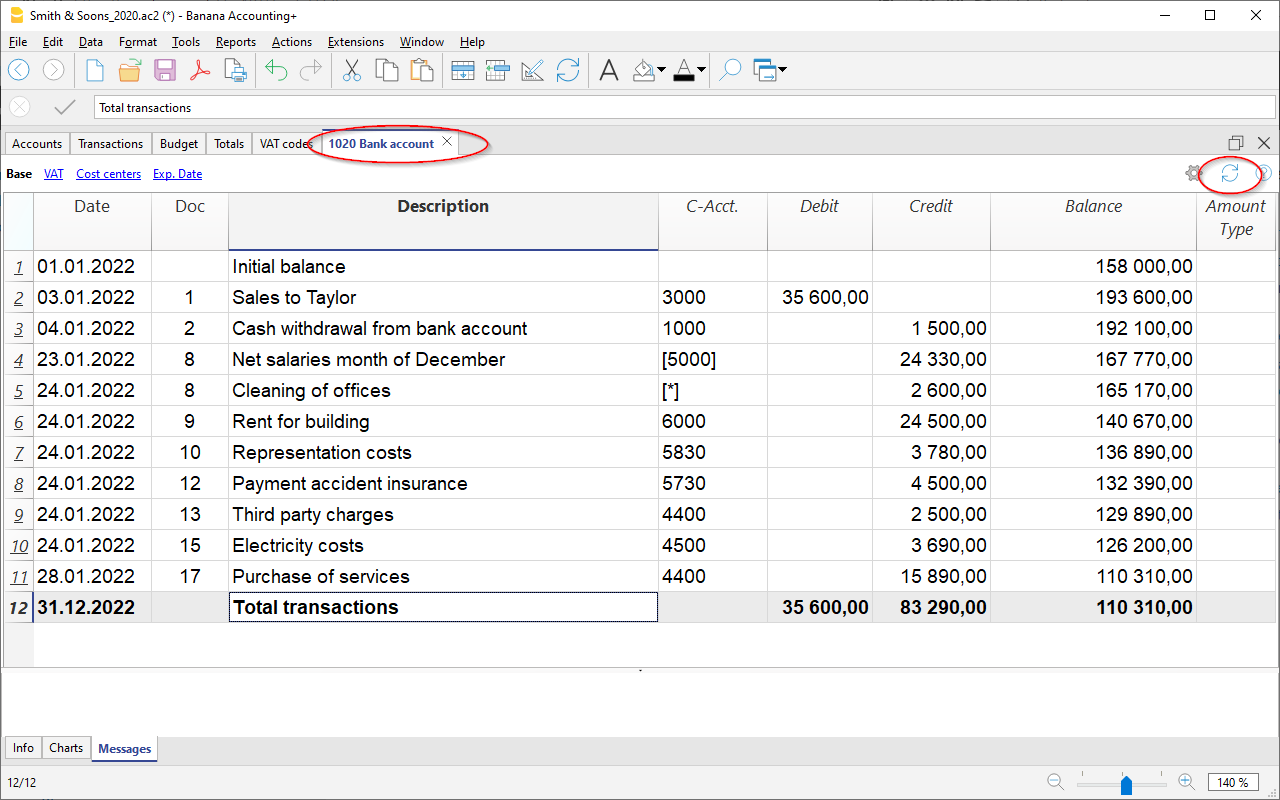 Smith & Soons_2020.ac2 (*) - Banana Accounting+
File Edit Data Format Tools Reports Actions Extensions Window Help
Total transactions
Accounts Transactions Budget Totals VAT codes 1020 Bank account
Base VAT Cost centers Exp. Date
Date Doc Description C-Acct. Debit Credit Balance Amount Type
1 01.01.2022 Initial balance 158 000,00
2 03.01.2022 1 Sales to Taylor 3000 35 600,00 193 600,00
3 04.01.2022 2 Cash withdrawal from bank account 1000 1 500,00 192 100,00
4 23.01.2022 8 Net salaries month of December [5000] 24 330,00 167 770,00
5 24.01.2022 8 Cleaning of offices [*] 2 600,00 165 170,00
6 24.01.2022 9 Rent for building 6000 24 500,00 140 670,00
7 24.01.2022 10 Representation costs 5830 3 780,00 136 890,00
8 24.01.2022 12 Payment accident insurance 5730 4 500,00 132 390,00
9 24.01.2022 13 Third party charges 4400 2 500,00 129 890,00
10 24.01.2022 15 Electricity costs 4500 3 690,00 126 200,00
11 28.01.2022 17 Purchase of services 4400 15 890,00 110 310,00
12 31.12.2022 Total transactions 35 600,00 83 290,00 110 310,00
Info Charts Messages
12/12 140 %